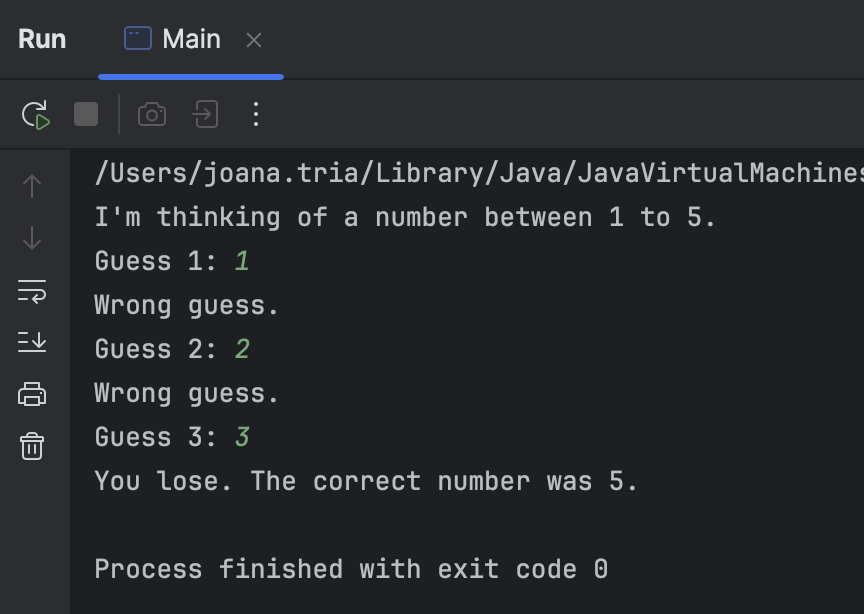 Run Main
/Users/joana.tria/Library/Java/JavaVirtualMachines
I'm thinking of a number between 1 to 5.
Guess 1: 1
Wrong guess.
Guess 2: 2
Wrong guess.
Guess 3: 3
You lose. The correct number was 5.
Process finished with exit code 0